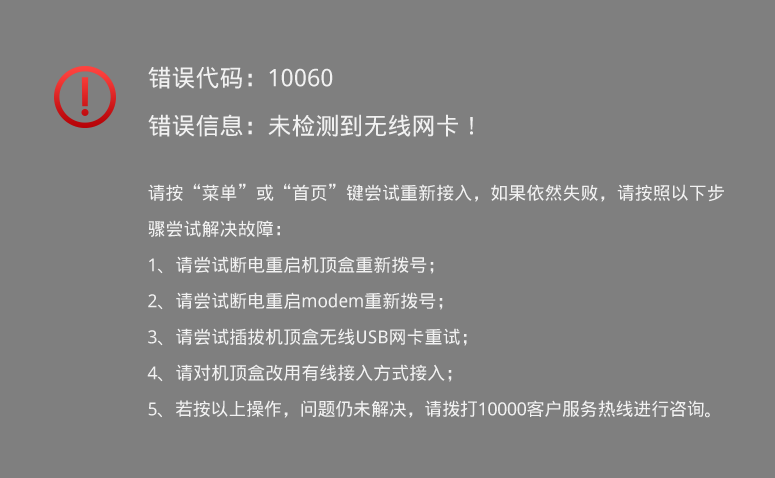 错误代码：10060
错误信息：未检测到无线网卡！
请按“菜单”或“首页”键尝试重新接入，如果依然失败，请按照以下步
骤尝试解决故障：
1、请尝试断电重启机顶盒重新拨号；
2、请尝试断电重启modem重新拨号；
3、请尝试插拔机顶盒无线USB网卡重试；
4、请对机顶盒改用有线接入方式接入；
5、若按以上操作，问题仍未解决，请拨打10000客户服务热线进行咨询。